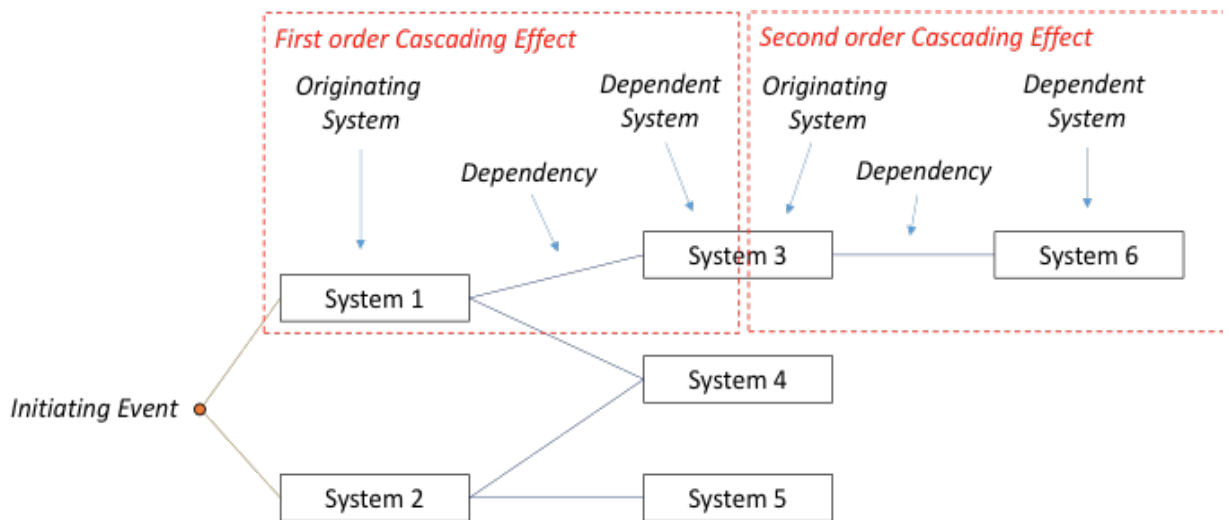 First order Cascading Effect
Second order Cascading Effect
Originating
System
Dependent
System
Originating
System
Dependent
System
Dependency
Dependency
System 3
System 6
System 1
System 4
Initiating Event
System 2
System 5